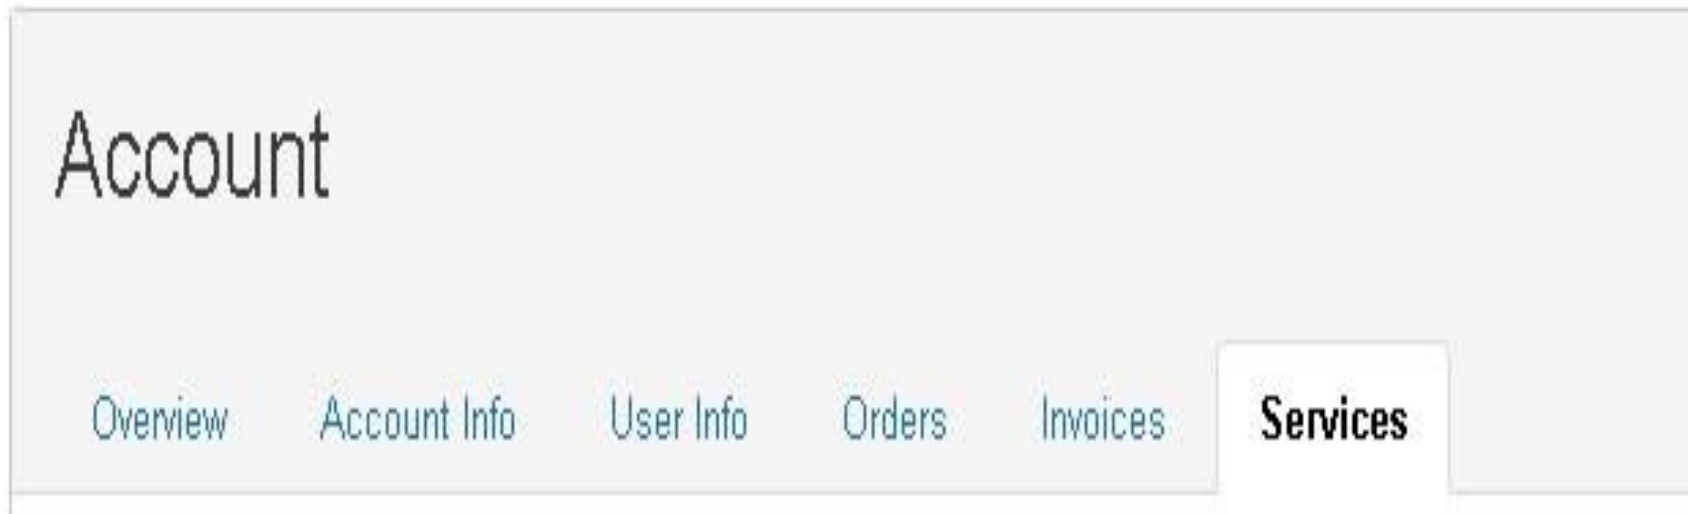 Account
Overview Account Info User Info Orders Invoices Services